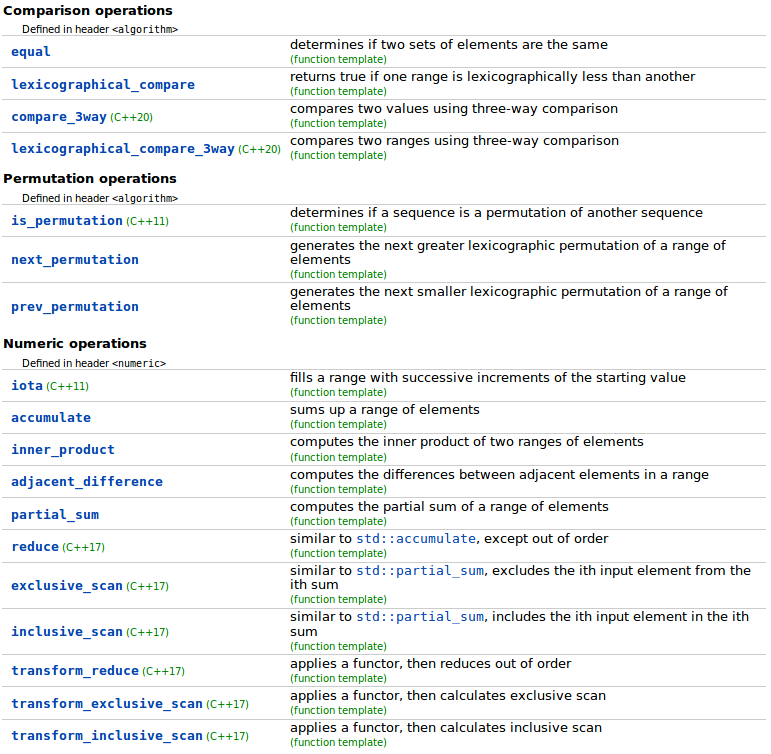 Comparison operations
Defined in header <algorithm>
equal
determines if two sets of elements are the same
(function template)
lexicographical_compare
returns true if one range is lexicographically less than another
(function template)
compare_3way (C++20)
compares two values using three-way comparison
(function template)
lexicographical_compare_3way (C++20)
compares two ranges using three-way comparison
(function template)
Permutation operations
Defined in header <algorithm>
is_permutation (C++11)
determines if a sequence is a permutation of another sequence
(function template)
next_permutation
generates the next greater lexicographic permutation of a range of
elements
(function template)
prev_permutation
generates the next smaller lexicographic permutation of a range of
elements
(function template)
Numeric operations
Defined in header <numeric>
iota (C++11)
fills a range with successive increments of the starting value
(function template)
accumulate
sums up a range of elements
(function template)
inner_product
computes the inner product of two ranges of elements
(function template)
adjacent_difference
computes the differences between adjacent elements in a range
(function template)
partial_sum
computes the partial sum of a range of elements
(function template)
reduce (C++17)
similar to std::accumulate, except out of order
(function template)
exclusive_scan (C++17)
similar to std::partial_sum, excludes the ith input element from the
ith sum
(function template)
inclusive_scan (C++17)
similar to std::partial_sum, includes the ith input element in the ith
sum
(function template)
transform_reduce (C++17)
applies a functor, then reduces out of order
(function template)
transform_exclusive_scan (C++17)
applies a functor, then calculates exclusive scan
(function template)
transform_inclusive_scan (C++17)
applies a functor, then calculates inclusive scan
(function template)